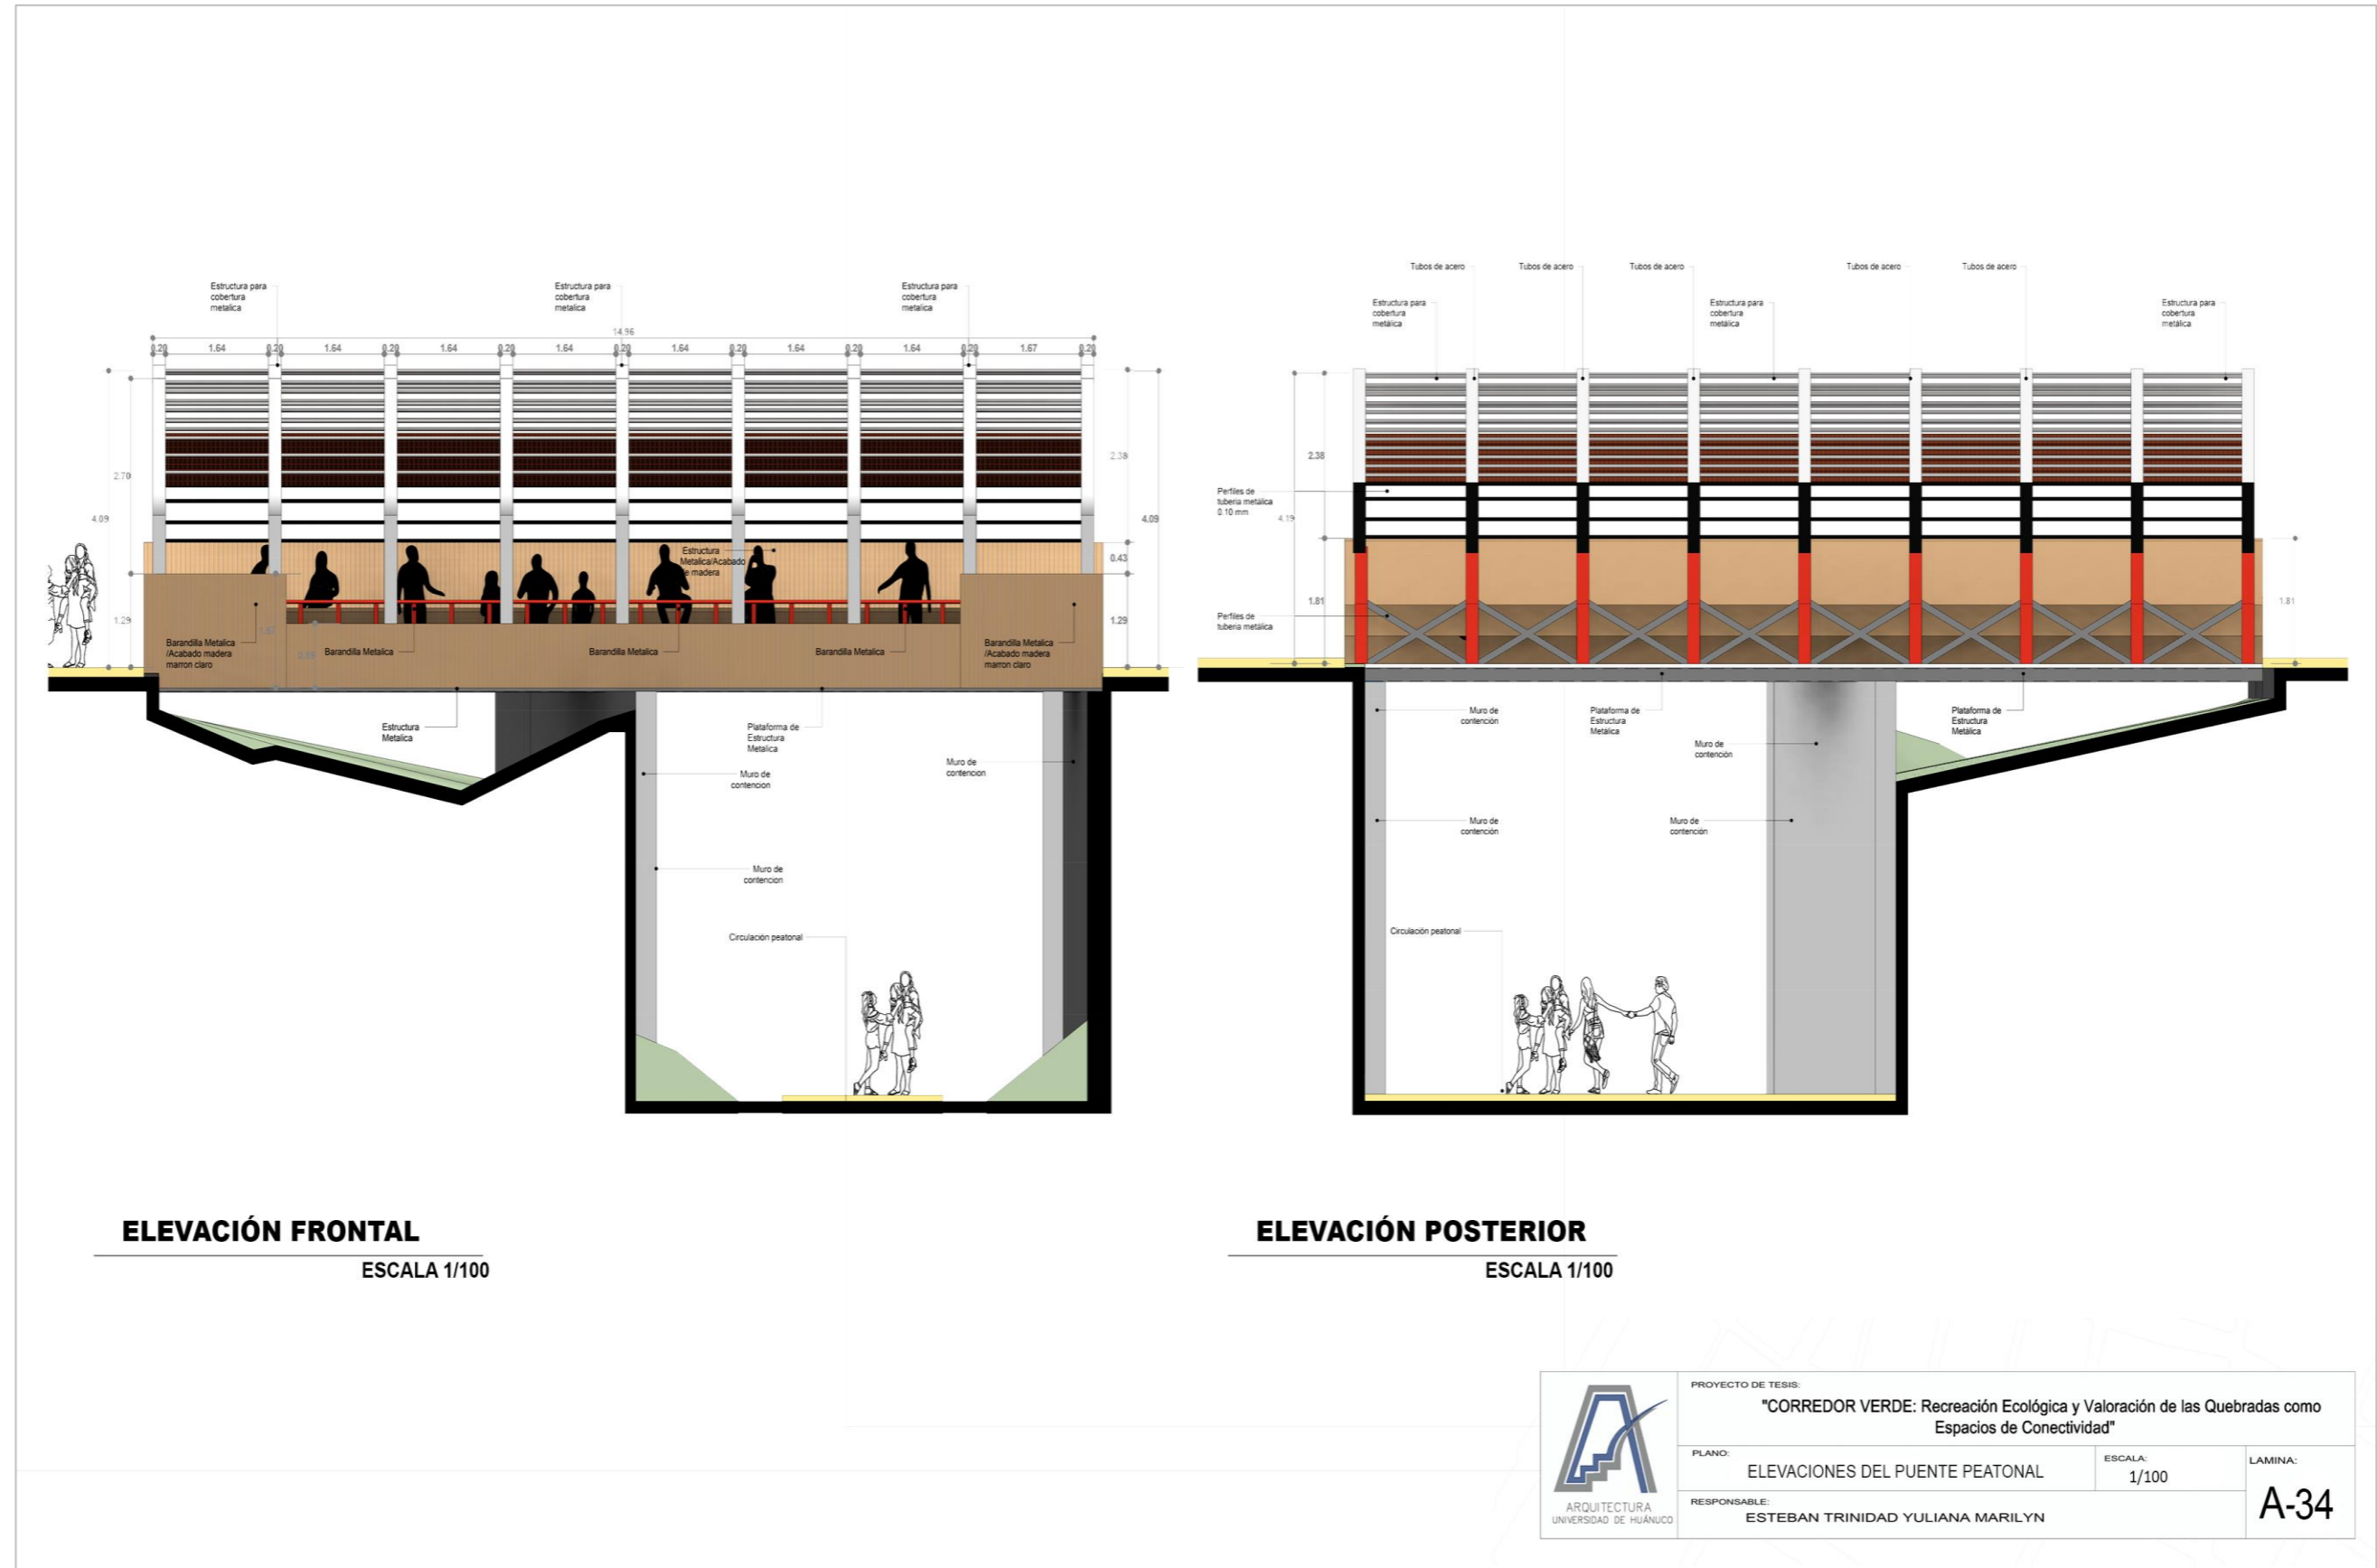 Estructura para
cobertura
metalica
Estructura para
cobertura
metalica
Estructura para
cobertura
metalica
14.96
0.20
1.64
0.20
1.64
0.20
1.64
0.20
1.64
0.20
1.64
0.20
1.64
0.20
1.64
0.20
1.67
0.20
2.70
4.09
1.29
2.38
4.09
0.43
1.29
Estructura
Metalica/Acabado
de madera
Barandilla Metalica
/Acabado madera
marron claro
Barandilla Metalica
Barandilla Metalica
Barandilla Metalica
Barandilla Metalica
/Acabado madera
marron claro
Estructura
Metalica
Plataforma de
Estructura
Metalica
Muro de
contencion
Muro de
contencion
Muro de
contencion
Circulación peatonal
ELEVACIÓN FRONTAL
ESCALA 1/100
Tubos de acero
Tubos de acero
Tubos de acero
Tubos de acero
Tubos de acero
Estructura para
cobertura
metálica
Estructura para
cobertura
metálica
Estructura para
cobertura
metálica
2.38
Perfiles de
tuberia metálica
0.10 mm
4.19
1.81
Perfiles de
tuberia metálica
1.81
Muro de
contención
Plataforma de
Estructura
Metálica
Muro de
contención
Plataforma de
Estructura
Metálica
Muro de
contención
Muro de
contención
Circulación peatonal
ELEVACIÓN POSTERIOR
ESCALA 1/100
ARQUITECTURA
UNIVERSIDAD DE HUÁNUCO
PROYECTO DE TESIS:
"CORREDOR VERDE: Recreación Ecológica y Valoración de las Quebradas como
Espacios de Conectividad"
PLANO:
ELEVACIONES DEL PUENTE PEATONAL
ESCALA:
1/100
LAMINA:
A-34
RESPONSABLE:
ESTEBAN TRINIDAD YULIANA MARILYN